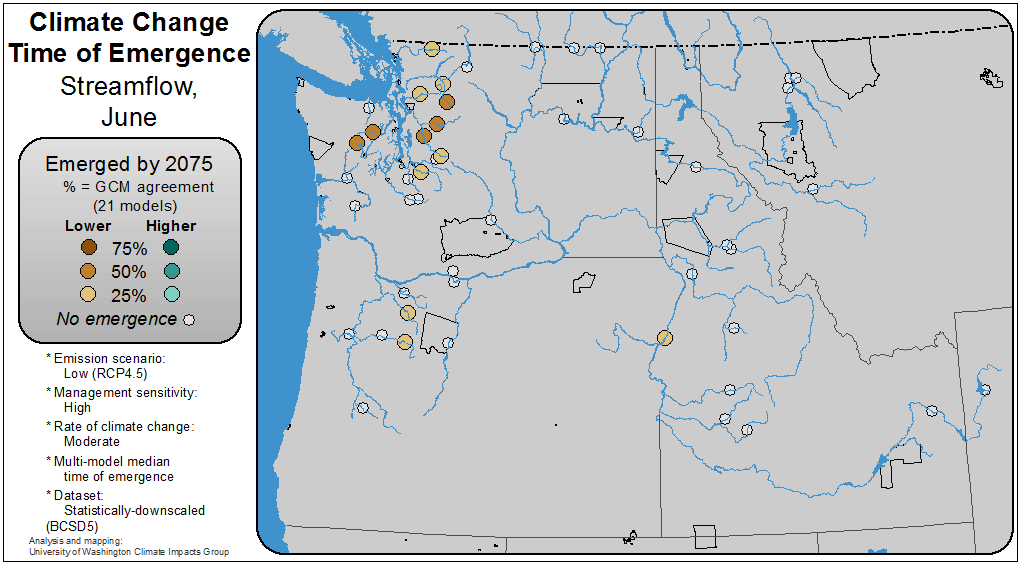 Climate Change
Time of Emergence
Streamflow,
June
Emerged by 2075
% = GCM agreement
(21 models)
Lower Higher
75%
50%
25%
No emergence
* Emission scenario:
Low (RCP4.5)
* Management sensitivity:
High
* Rate of climate change:
Moderate
* Multi-model median
time of emergence
* Dataset:
Statistically-downscaled
(BCSD5)
Analysis and mapping:
University of Washington Climate Impacts Group